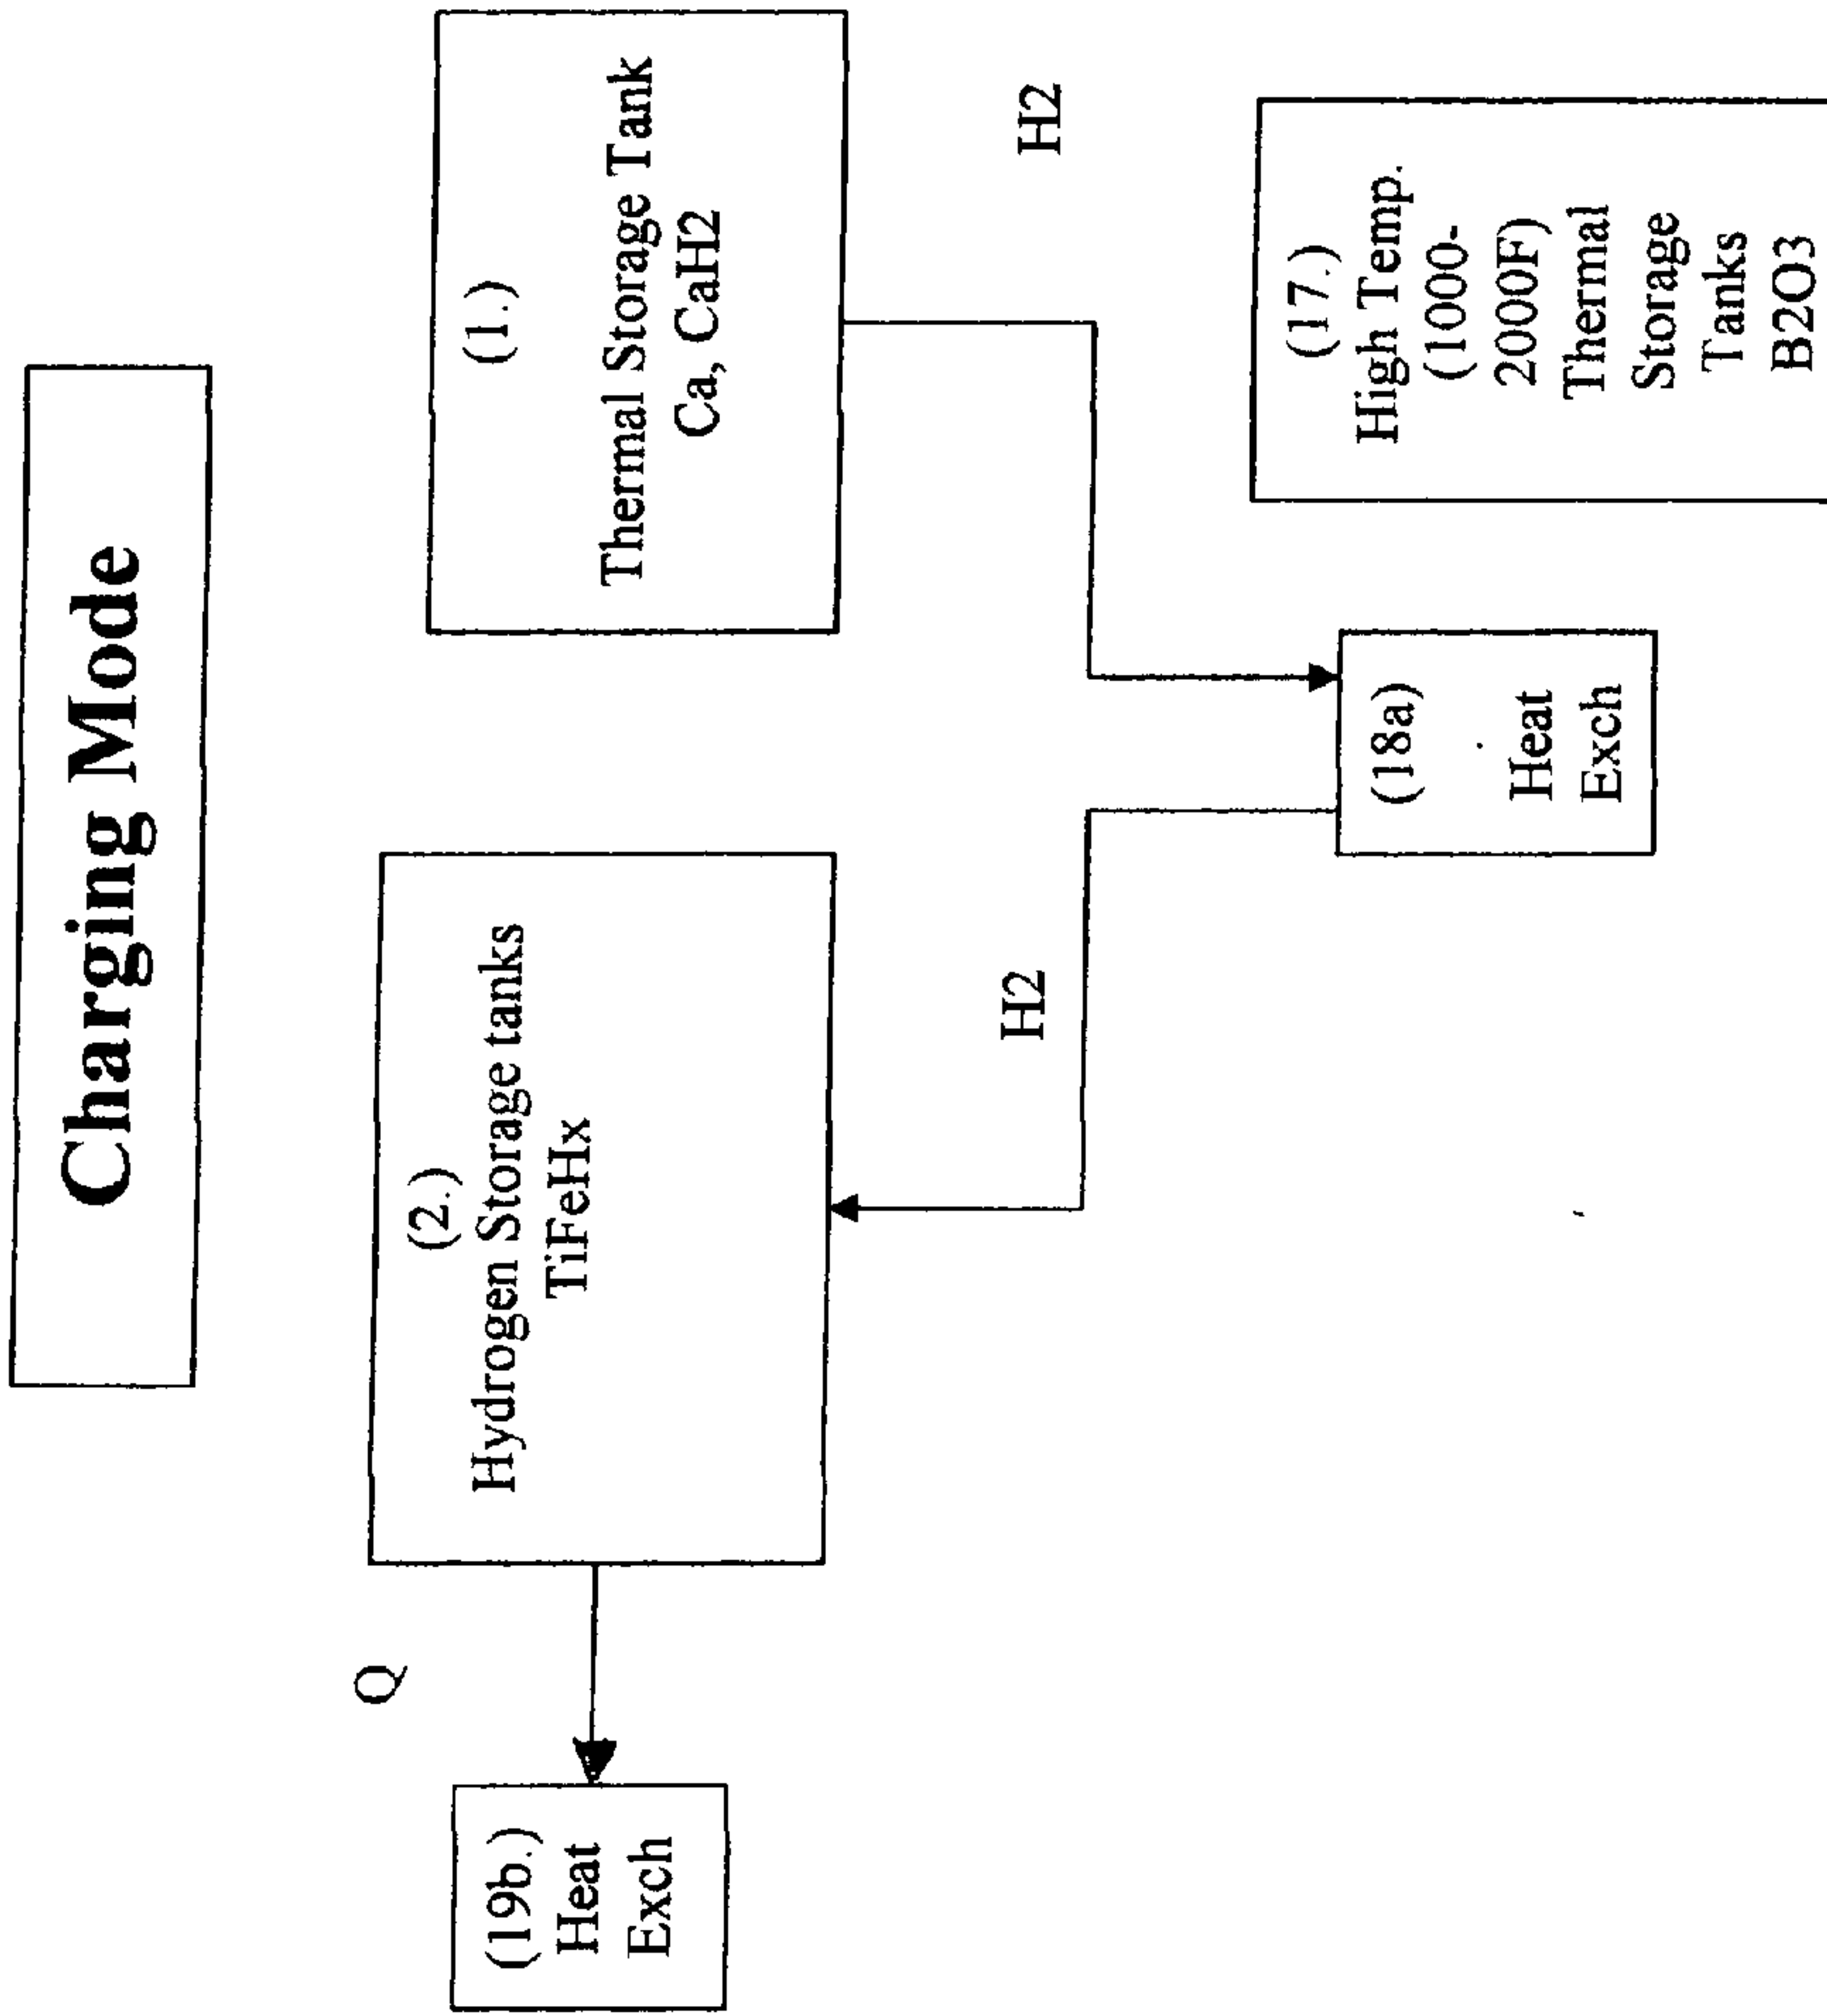 Charging Mode
(19b.)
Heat
Exch
Q
(2.)
Hydrogen Storage tanks
TiFeHx
(1.)
Thermal Storage Tank
Ca, CaH2
H2
H2
(18a)
Heat
Exch
(17.)
High Temp.
(1000-
2000F)
Thermal
Storage
Tanks
B2O3